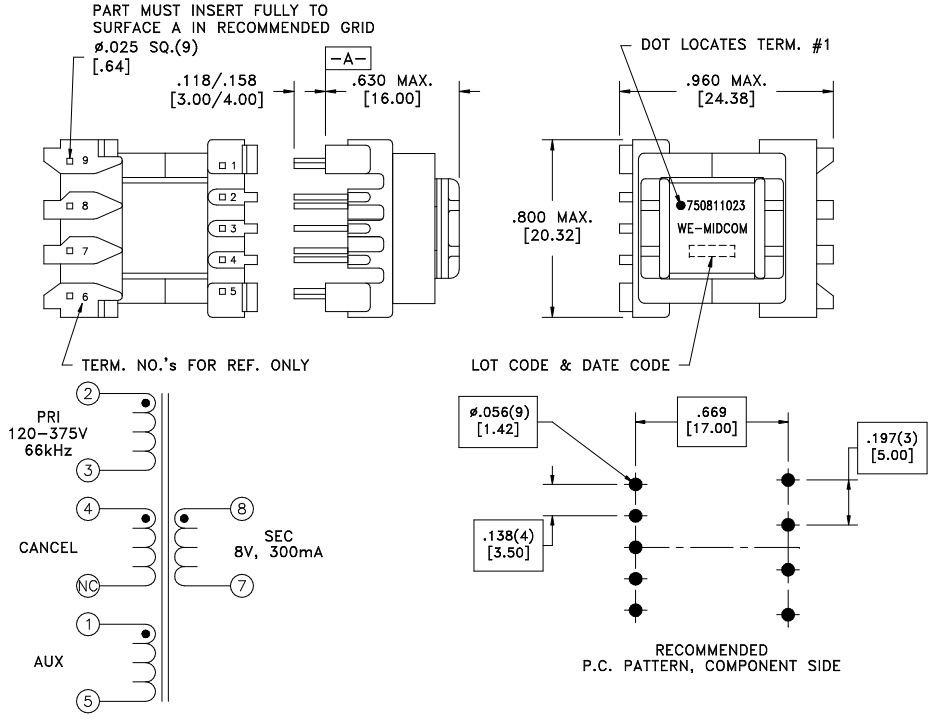 PART MUST INSERT FULLY TO
SURFACE A IN RECOMMENDED GRID
ø.025 SQ.(9)
[.64]
.118/.158
[3.00/4.00]
-A-
.630 MAX.
[16.00]
DOT LOCATES TERM. #1
.960 MAX.
[24.38]
9
8
7
6
1
2
3
4
5
.800 MAX.
[20.32]
750811023
WE-MIDCOM
TERM. NO.'s FOR REF. ONLY
LOT CODE & DATE CODE
2
PRI
120-375V
66kHz
3
4
CANCEL
NC
1
AUX
5
8
SEC
8V, 300mA
7
ø.056(9)
[1.42]
.669
[17.00]
.197(3)
[5.00]
.138(4)
[3.50]
RECOMMENDED
P.C. PATTERN, COMPONENT SIDE